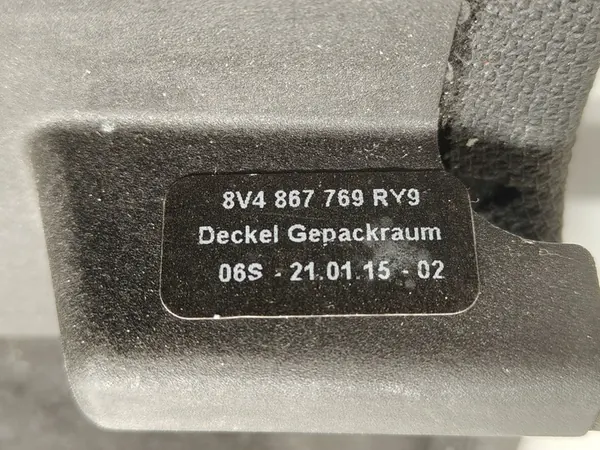 8V4 867 769 RY9
Deckel Gepackraum
06S - 21.01.15 - 02